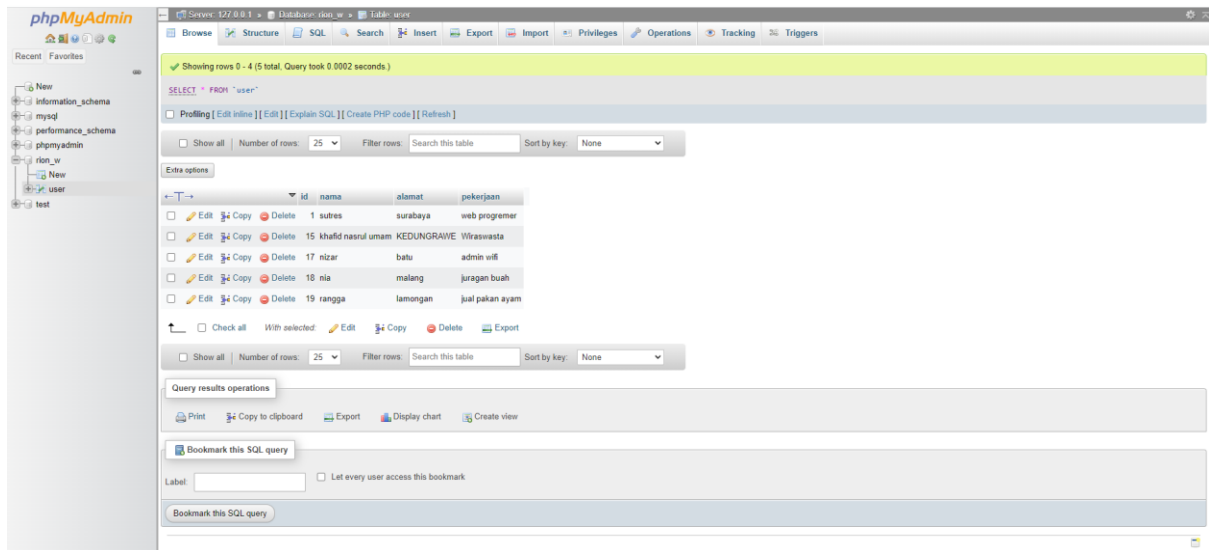 phpMyAdmin
Recent Favorites
New
information_schema
mysql
performance_schema
phpmyadmin
rion_w
New
user
test
Server: 127.0.0.1 » Database: rion_w » Table: user
Browse Structure SQL Search Insert Export Import Privileges Operations Tracking Triggers
Showing rows 0 - 4 (5 total, Query took 0.0002 seconds.)
SELECT * FROM `user`
Profiling [ Edit inline ] [ Edit ] [ Explain SQL ] [ Create PHP code ] [ Refresh ]
Show all | Number of rows: 25 Filter rows: Search this table Sort by key: None
Extra options
←T→ id nama alamat pekerjaan
Edit Copy Delete 1 sutres surabaya web progremer
Edit Copy Delete 15 khafid nasrul umam KEDUNGRAWE Wiraswasta
Edit Copy Delete 17 nizar batu admin wifi
Edit Copy Delete 18 nia malang juragan buah
Edit Copy Delete 19 rangga lamongan jual pakan ayam
Check all With selected: Edit Copy Delete Export
Show all | Number of rows: 25 Filter rows: Search this table Sort by key: None
Query results operations
Print Copy to clipboard Export Display chart Create view
Bookmark this SQL query
Label: Let every user access this bookmark
Bookmark this SQL query